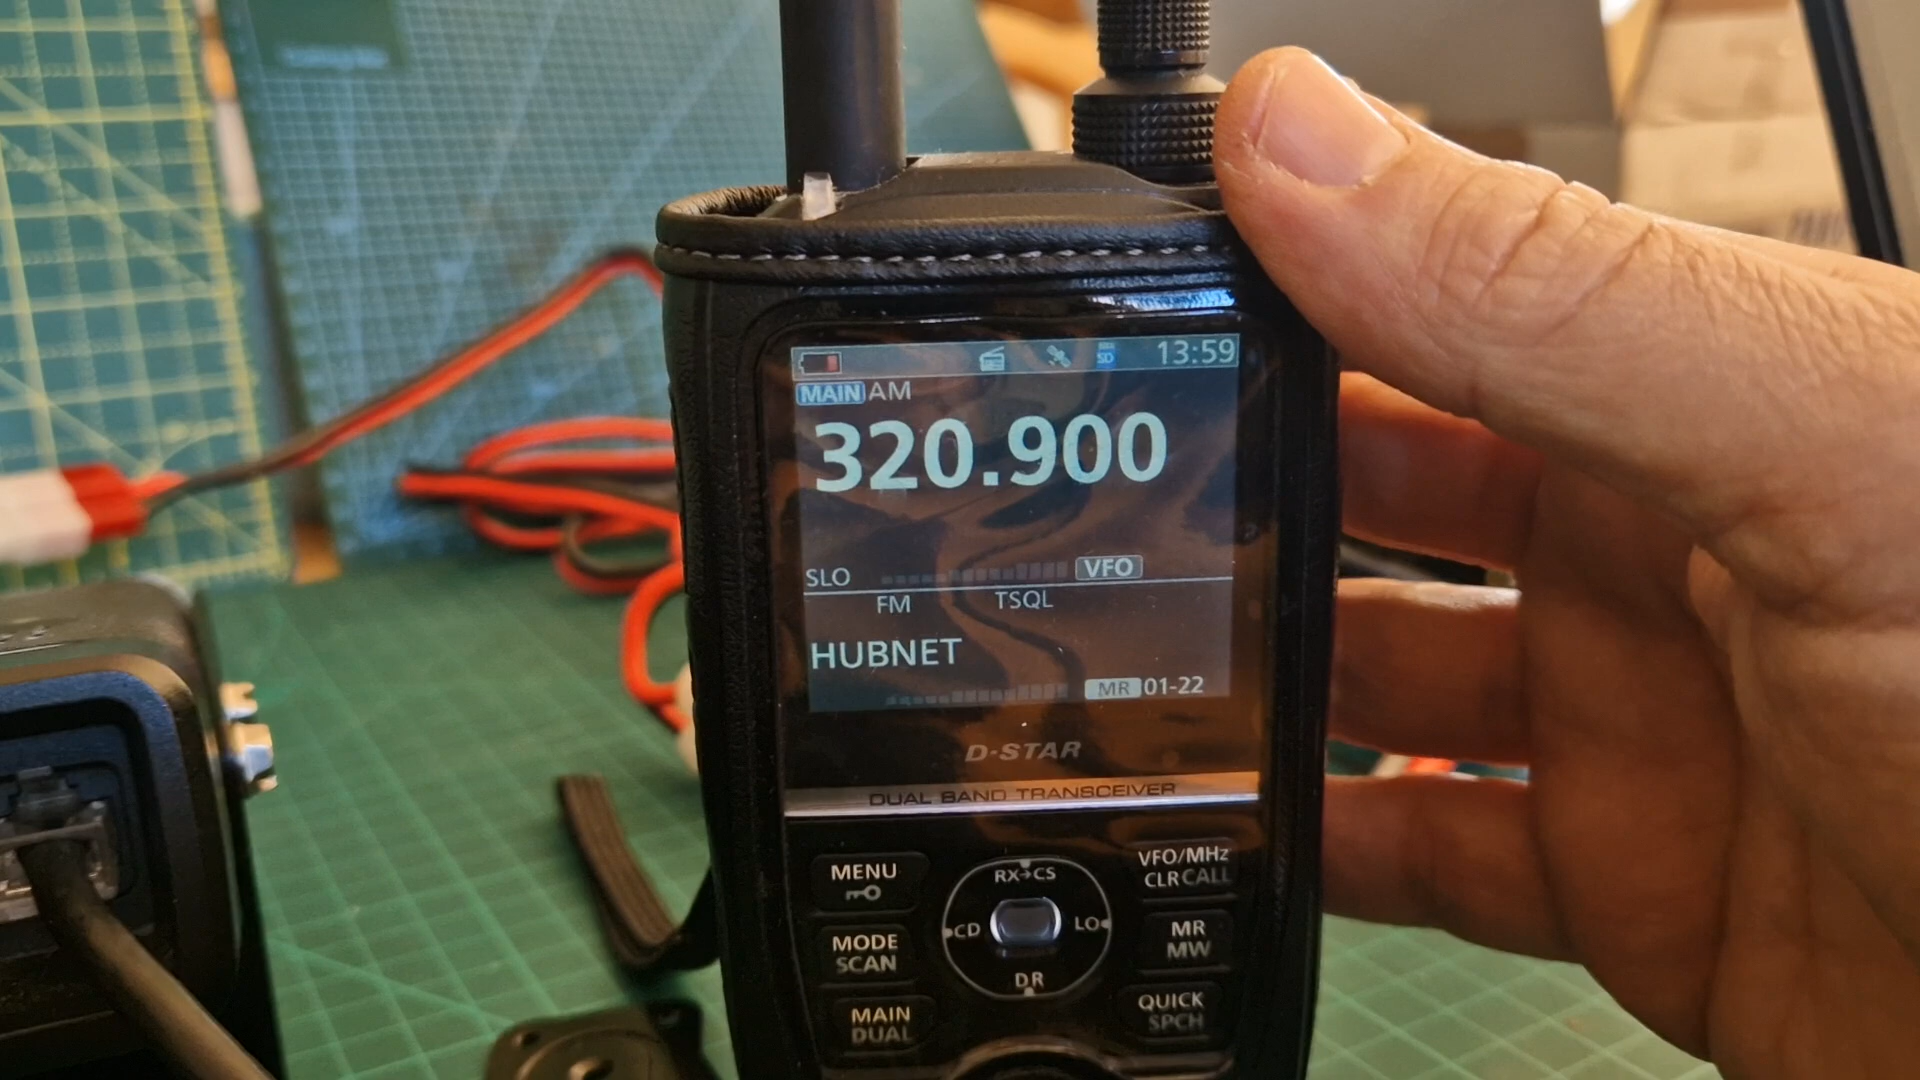 SD 13:59
MAIN AM
320.900
SLO VFO
FM TSQL
HUBNET
MR 01-22
D-STAR
DUAL BAND TRANSCEIVER
MENU
RX→CS
VFO/MHz
CLR CALL
CD
LO
MODE
SCAN
MR
MW
DR
MAIN
DUAL
QUICK
SPCH